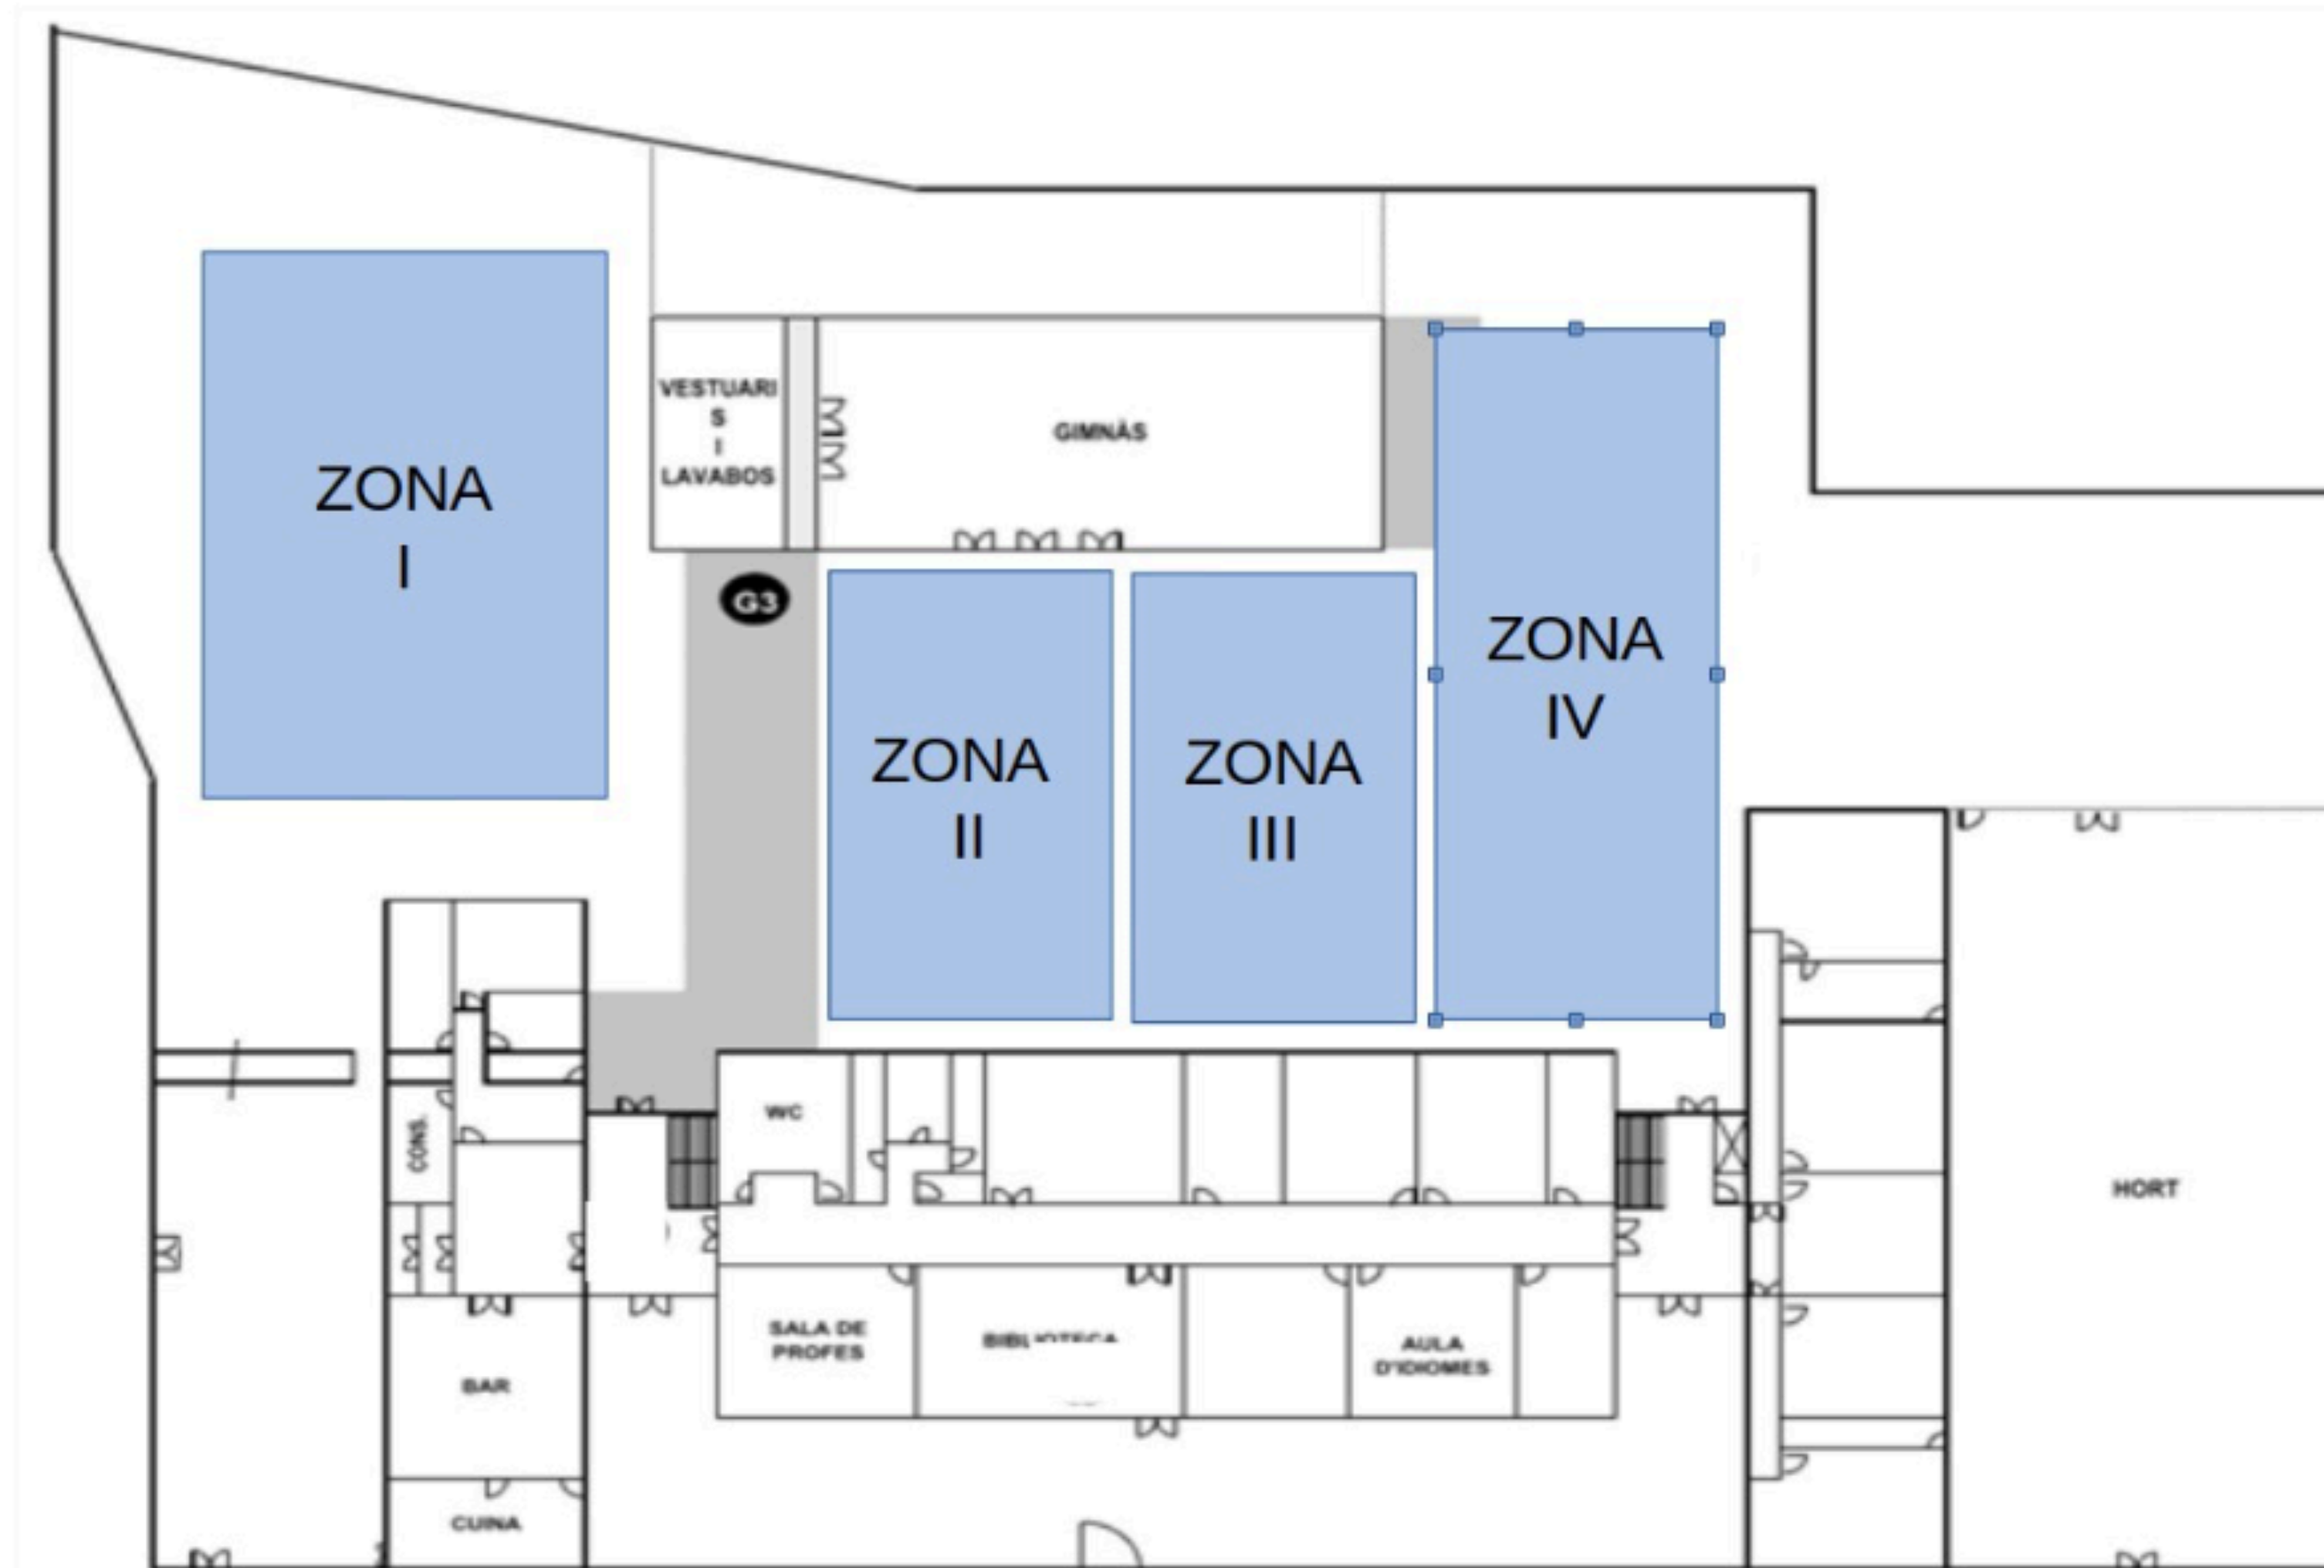 VESTUARI
S
I
LAVABOS
GIMNÀS
ZONA
I
G3
ZONA
IV
ZONA
II
ZONA
III
WC
CONS.
HORT
SALA DE
PROFES
BIBLIOTECA
AULA
D'IDIOMES
BAR
CUINA